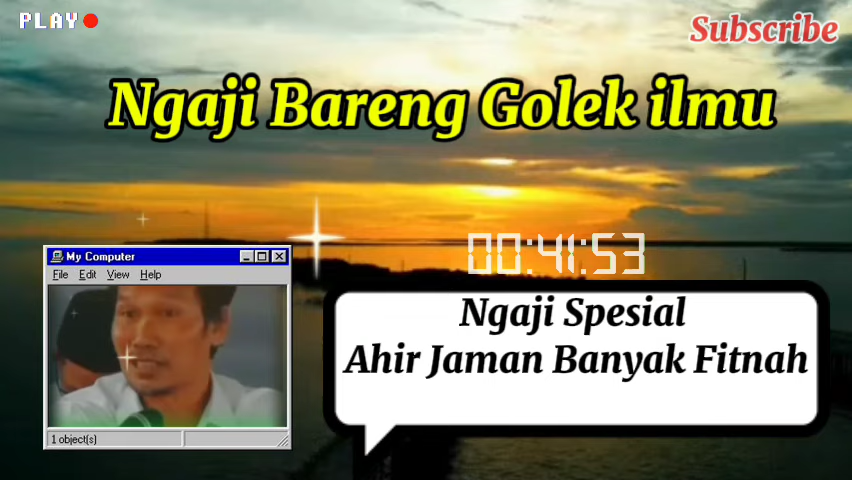 PLAY
Subscribe
Ngaji Bareng Golek ilmu
My Computer
File Edit View Help
00:41:53
Ngaji Spesial
Ahir Jaman Banyak Fitnah
1 object(s)